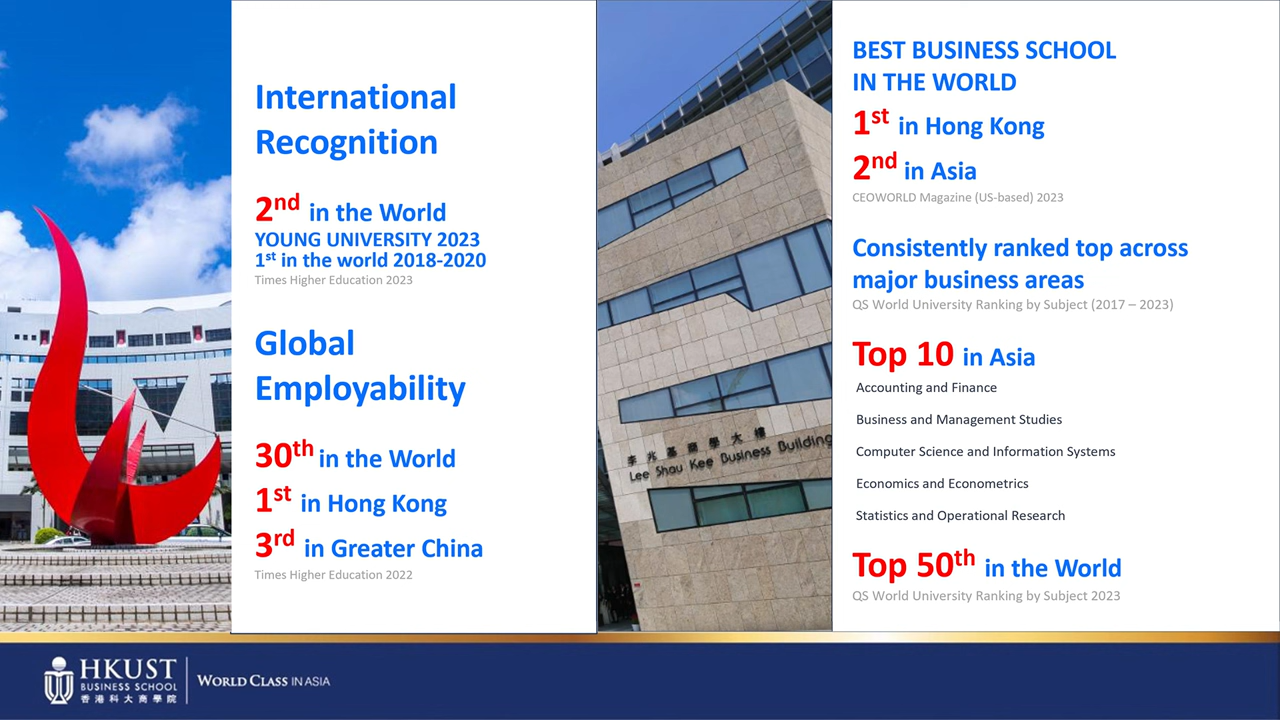 International
Recognition
2nd in the World
YOUNG UNIVERSITY 2023
1st in the world 2018-2020
Times Higher Education 2023
Global
Employability
30th in the World
1st in Hong Kong
3rd in Greater China
Times Higher Education 2022
李兆基商學大樓
Lee Shau Kee Business Building
BEST BUSINESS SCHOOL
IN THE WORLD
1st in Hong Kong
2nd in Asia
CEOWORLD Magazine (US-based) 2023
Consistently ranked top across
major business areas
QS World University Ranking by Subject (2017 – 2023)
Top 10 in Asia
Accounting and Finance
Business and Management Studies
Computer Science and Information Systems
Economics and Econometrics
Statistics and Operational Research
Top 50th in the World
QS World University Ranking by Subject 2023
HKUST
BUSINESS SCHOOL
香港科大商學院
WORLD CLASS IN ASIA